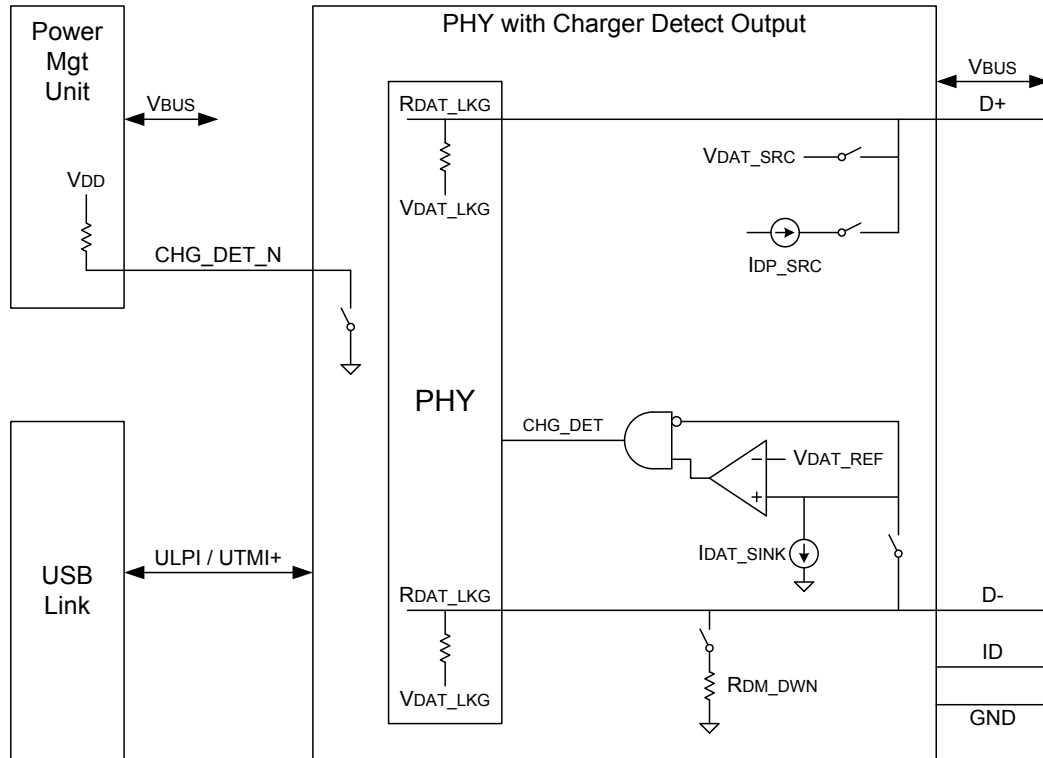 Power
Mgt
Unit
VBUS
VDD
CHG_DET_N
PHY with Charger Detect Output
VBUS
D+
RDAT_LKG
VDAT_LKG
VDAT_SRC
IDP_SRC
PHY
CHG_DET
−
VDAT_REF
+
IDAT_SINK
USB
Link
ULPI / UTMI+
RDAT_LKG
VDAT_LKG
RDM_DWN
D-
ID
GND